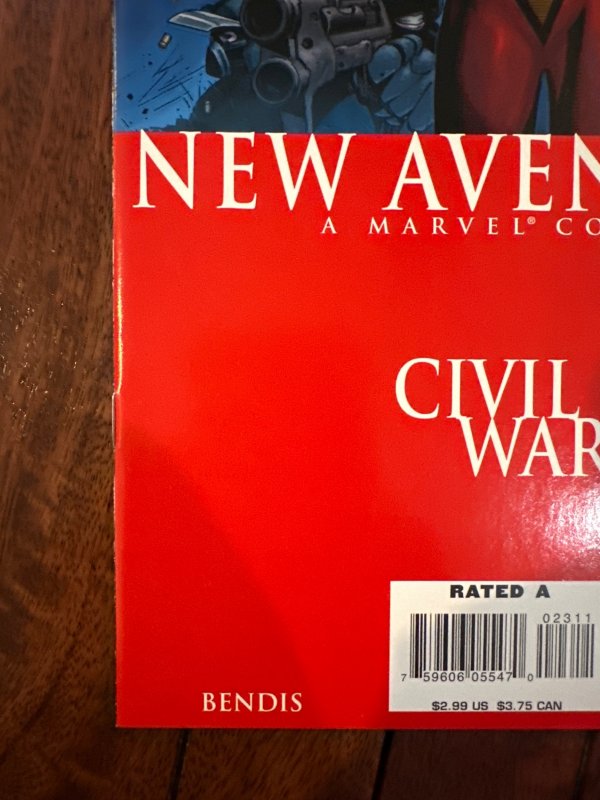 NEW AVEN
A MARVEL® CO
CIVIL
WAR
RATED A
02311
7 59606 05547 0
$2.99 US $3.75 CAN
BENDIS